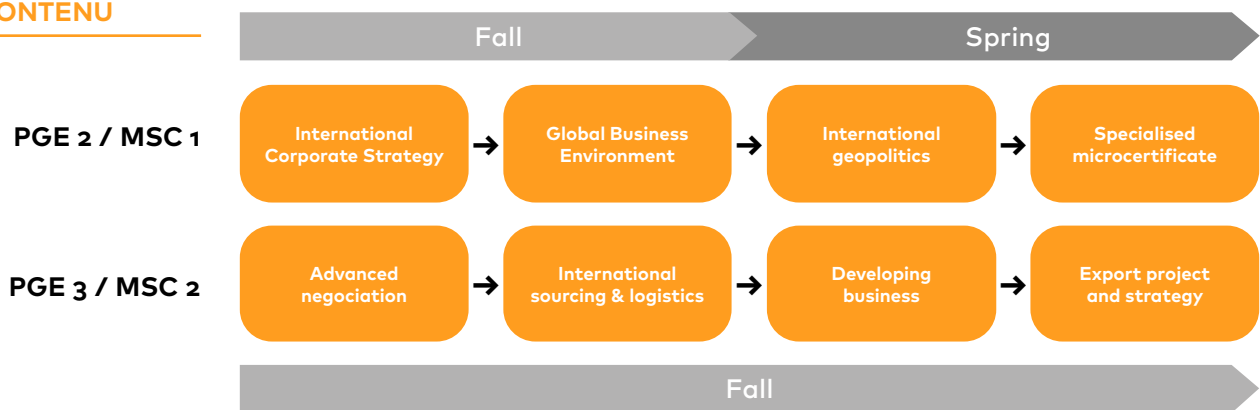 ONTENU
Fall
Spring
PGE 2 / MSC 1
International
Corporate Strategy
Global Business
Environment
International
geopolitics
Specialised
microcertificate
PGE 3 / MSC 2
Advanced
negociation
International
sourcing & logistics
Developing
business
Export project
and strategy
Fall